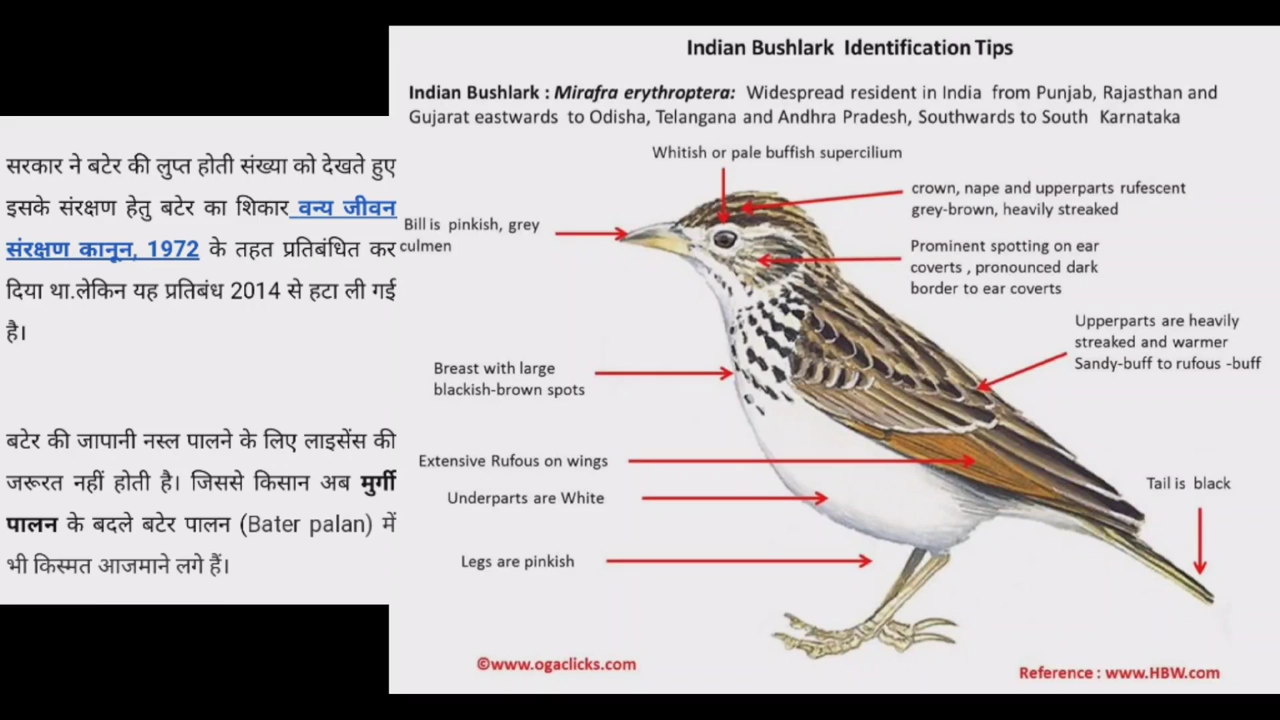 सरकार ने बटेर की लुप्त होती संख्या को देखते हुए
इसके संरक्षण हेतु बटेर का शिकार वन्य जीवन
संरक्षण कानून, 1972 के तहत प्रतिबंधित कर
दिया था.लेकिन यह प्रतिबंध 2014 से हटा ली गई
है।
बटेर की जापानी नस्ल पालने के लिए लाइसेंस की
जरूरत नहीं होती है। जिससे किसान अब मुर्गी
पालन के बदले बटेर पालन (Bater palan) में
भी किस्मत आजमाने लगे हैं।
Indian Bushlark Identification Tips
Indian Bushlark : Mirafra erythroptera: Widespread resident in India from Punjab, Rajasthan and
Gujarat eastwards to Odisha, Telangana and Andhra Pradesh, Southwards to South Karnataka
Whitish or pale buffish supercilium
crown, nape and upperparts rufescent
grey-brown, heavily streaked
Bill is pinkish, grey
culmen
Prominent spotting on ear
coverts , pronounced dark
border to ear coverts
Upperparts are heavily
streaked and warmer
Sandy-buff to rufous -buff
Breast with large
blackish-brown spots
Extensive Rufous on wings
Underparts are White
Tail is black
Legs are pinkish
©www.ogaclicks.com
Reference : www.HBW.com